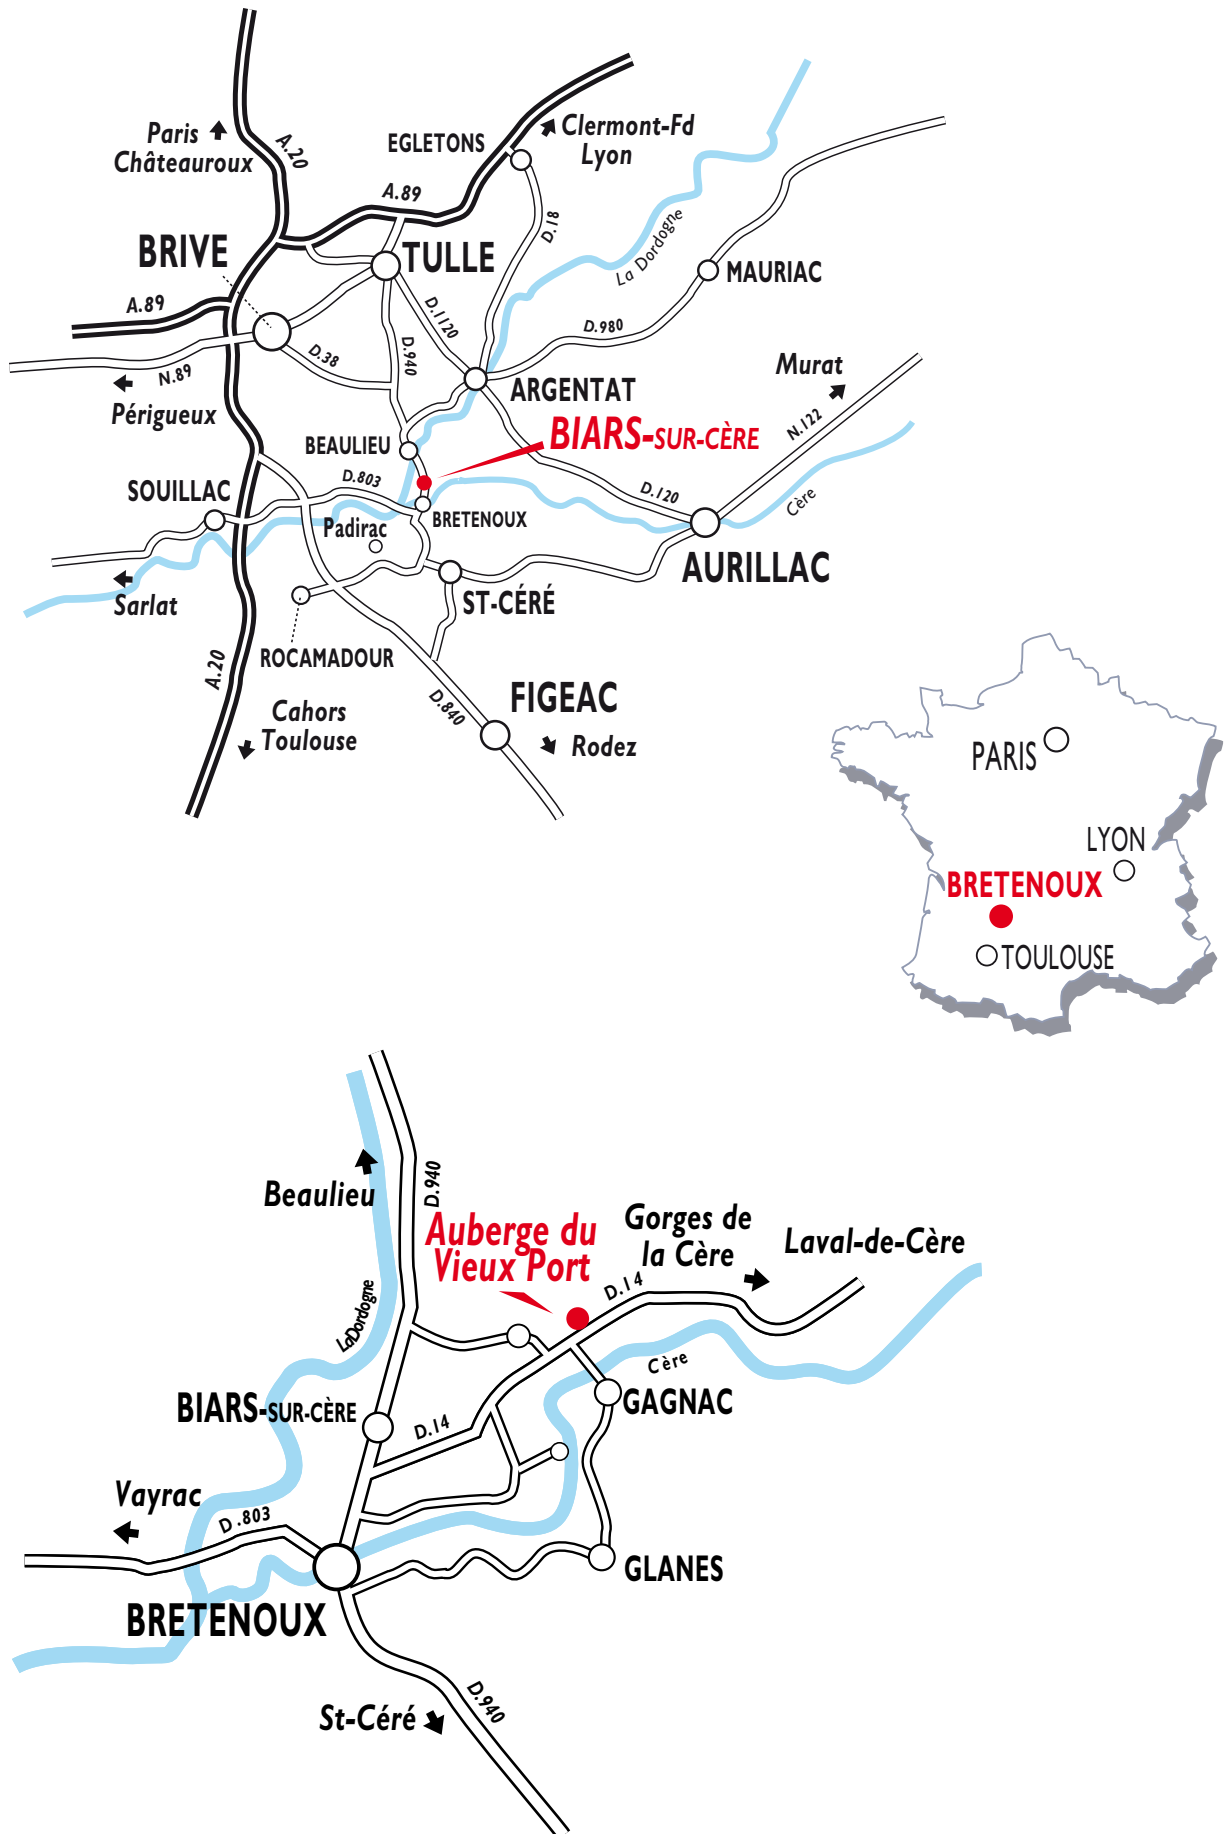 Paris
Châteauroux
A.20
EGLETONS
Clermont-Fd
Lyon
A.89
D.18
La Dordogne
BRIVE
TULLE
MAURIAC
A.89
D.1120
D.980
D.38
D.940
Murat
N.89
Périgueux
ARGENTAT
N.122
BIARS-SUR-CÈRE
BEAULIEU
D.803
D.120
Cère
SOUILLAC
BRETENOUX
Padirac
AURILLAC
Sarlat
ST-CÉRÉ
ROCAMADOUR
A.20
D.840
FIGEAC
Cahors
Toulouse
Rodez
PARIS
LYON
BRETENOUX
TOULOUSE
Beaulieu
D.940
Auberge du
Vieux Port
Gorges de
la Cère
Laval-de-Cère
D.14
La Dordogne
Cère
BIARS-SUR-CÈRE
GAGNAC
D.14
Vayrac
D.803
GLANES
BRETENOUX
St-Céré
D.940